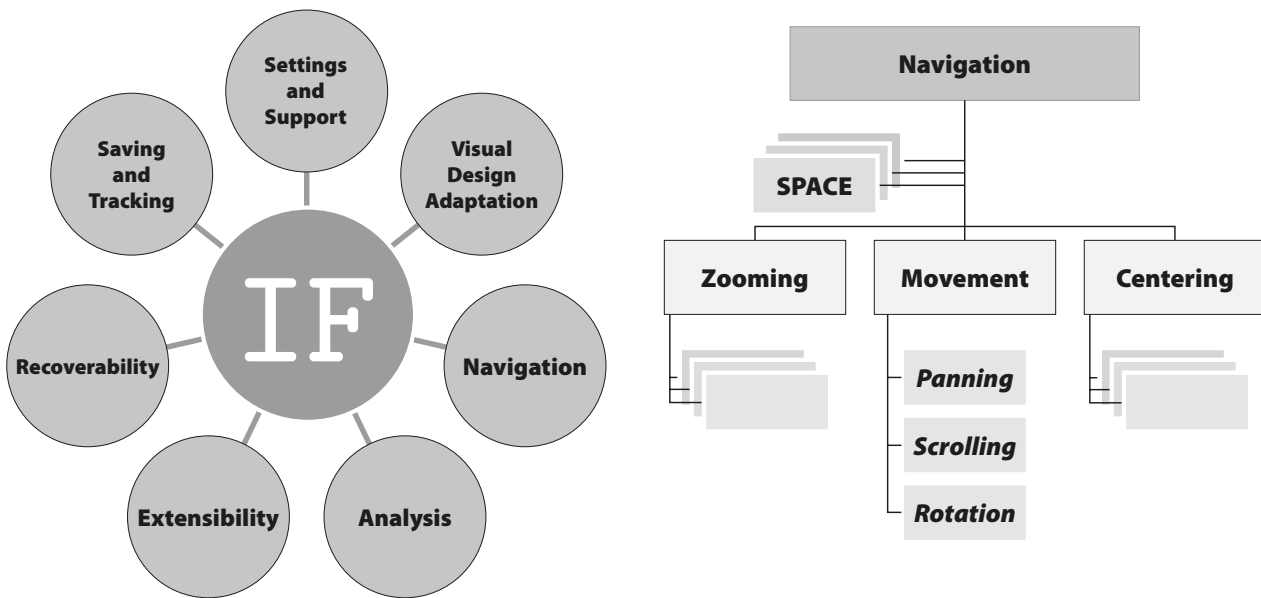 Settings
and
Support
Visual
Design
Adaptation
Navigation
Analysis
Extensibility
Recoverability
Saving
and
Tracking
IF
Navigation
SPACE
Zooming
Movement
Centering
Panning
Scrolling
Rotation